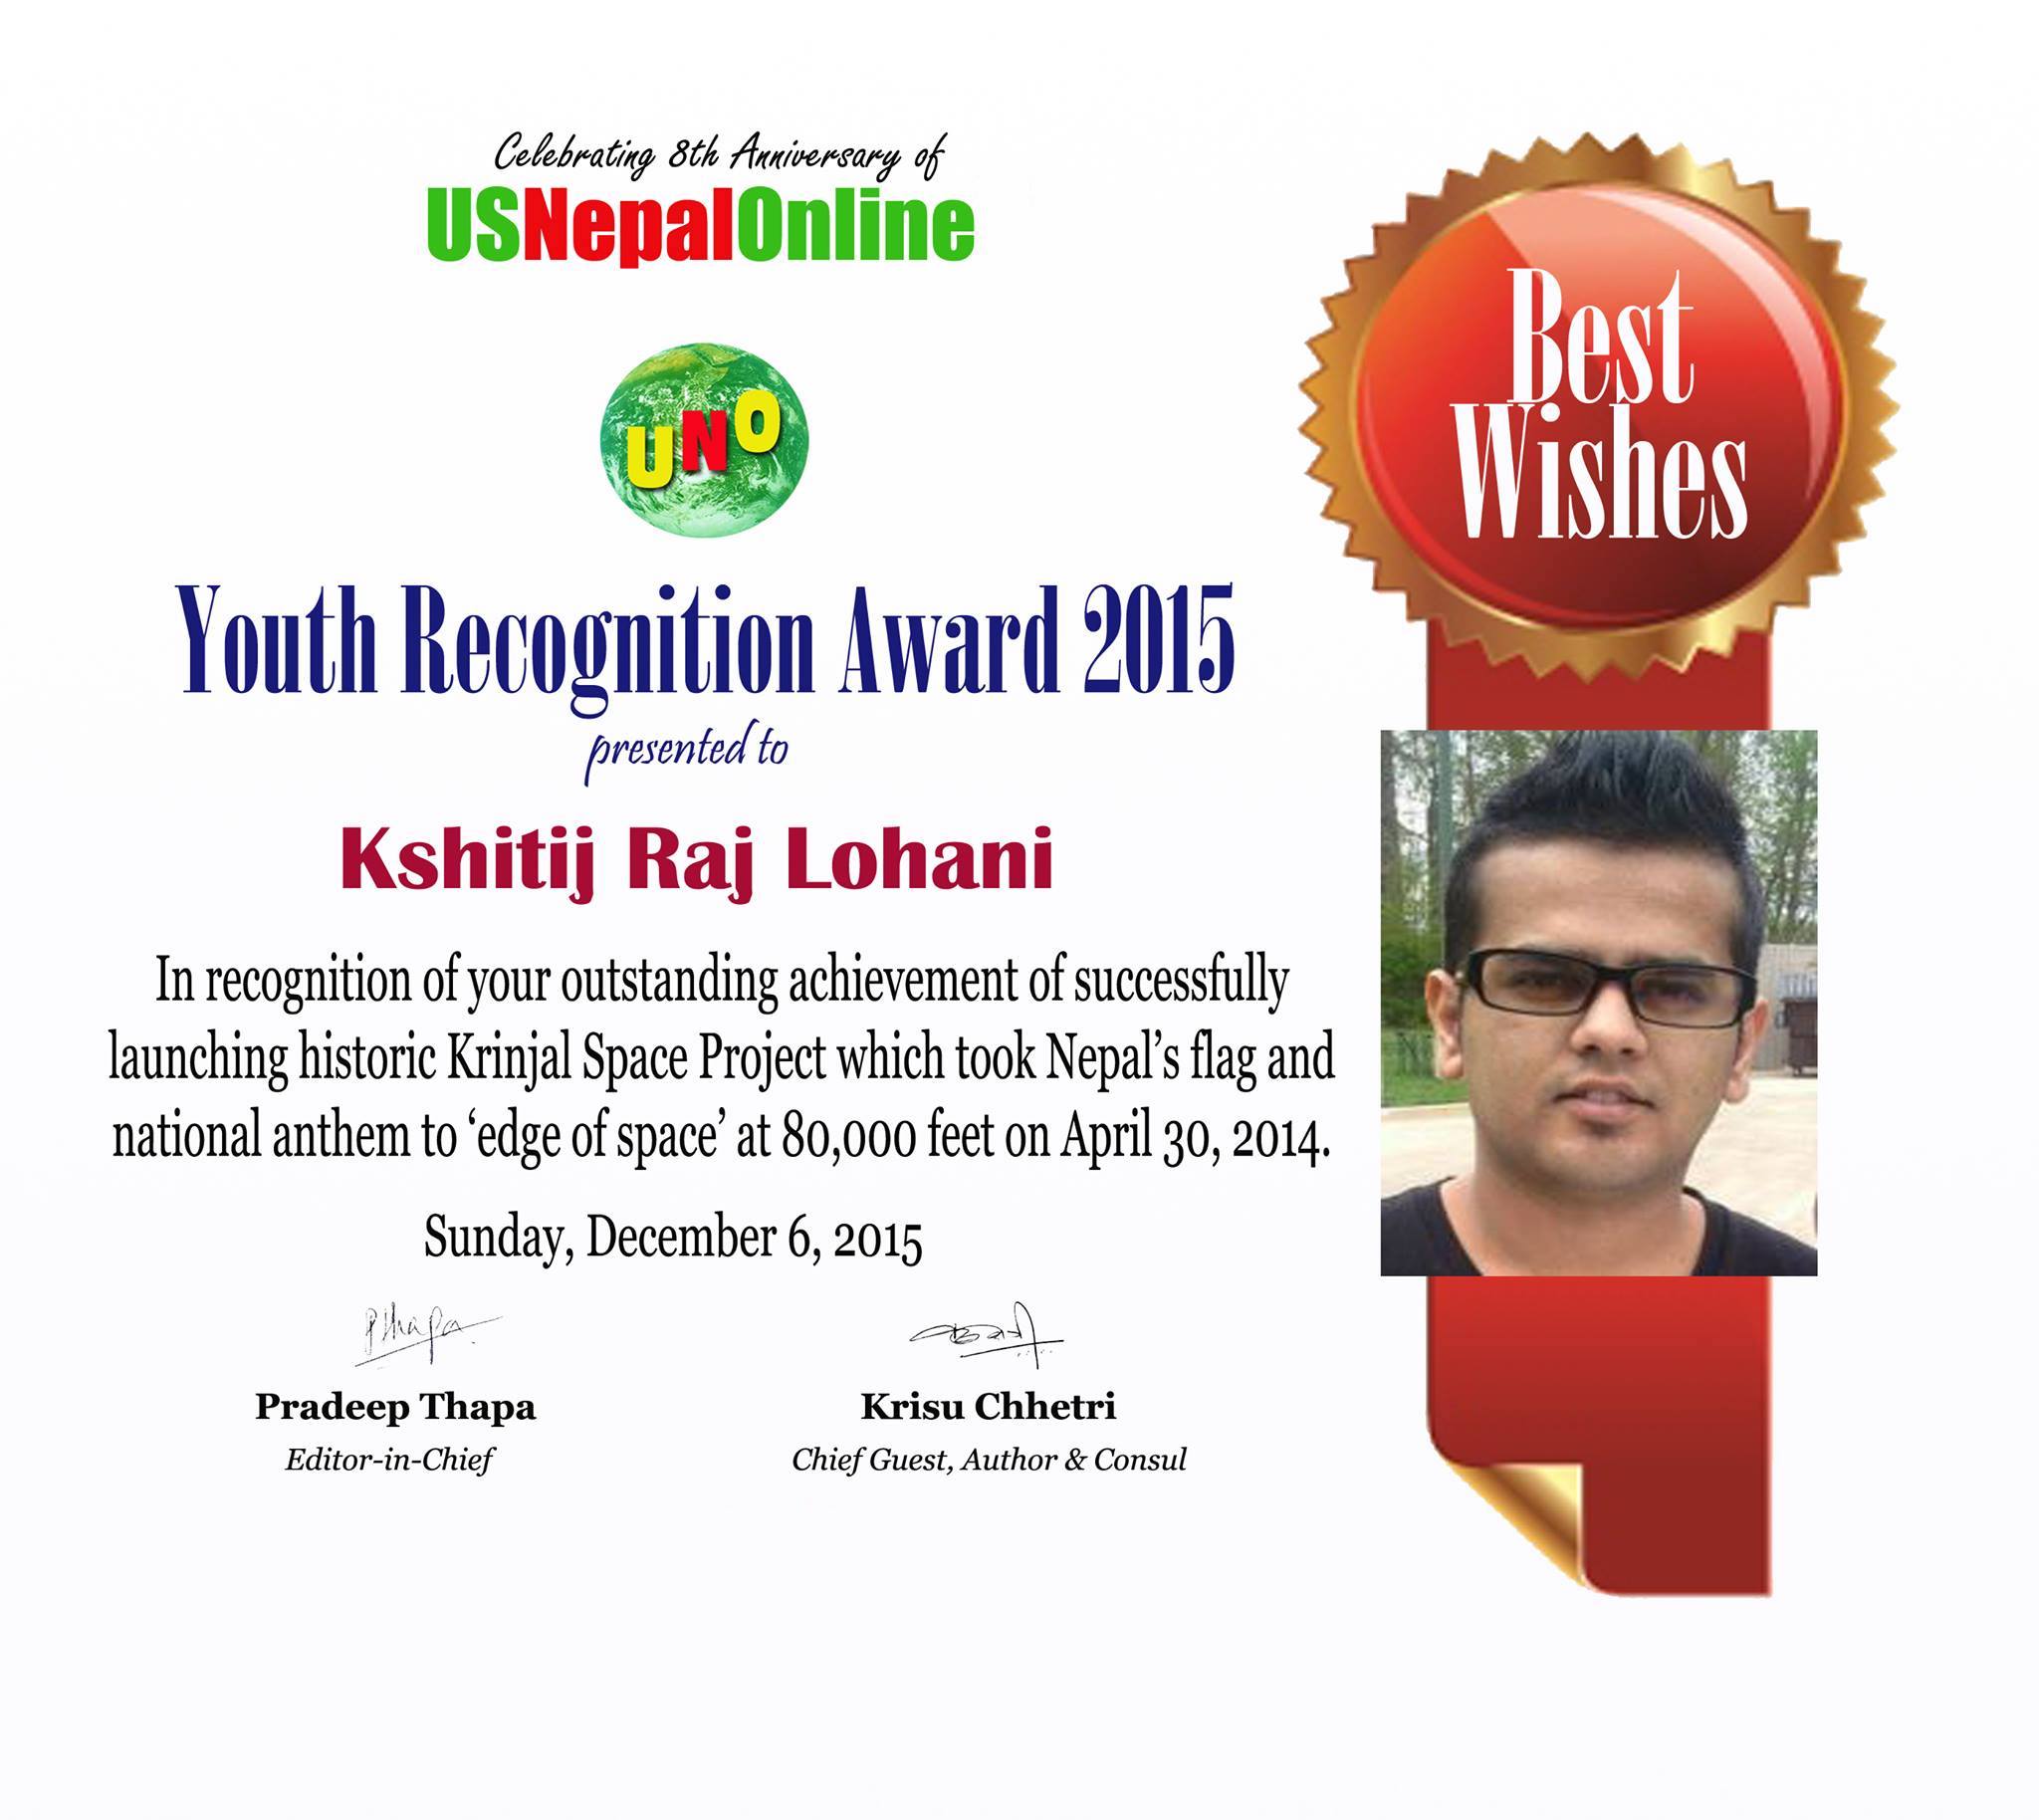 Celebrating 8th Anniversary of
USNepalOnline
UNO
Best
Wishes
Youth Recognition Award 2015
presented to
Kshitij Raj Lohani
In recognition of your outstanding achievement of successfully
launching historic Krinjal Space Project which took Nepal's flag and
national anthem to ‘edge of space’ at 80,000 feet on April 30, 2014.
Sunday, December 6, 2015
PThapa
Pradeep Thapa
Editor-in-Chief
Krisu Chhetri
Chief Guest, Author & Consul